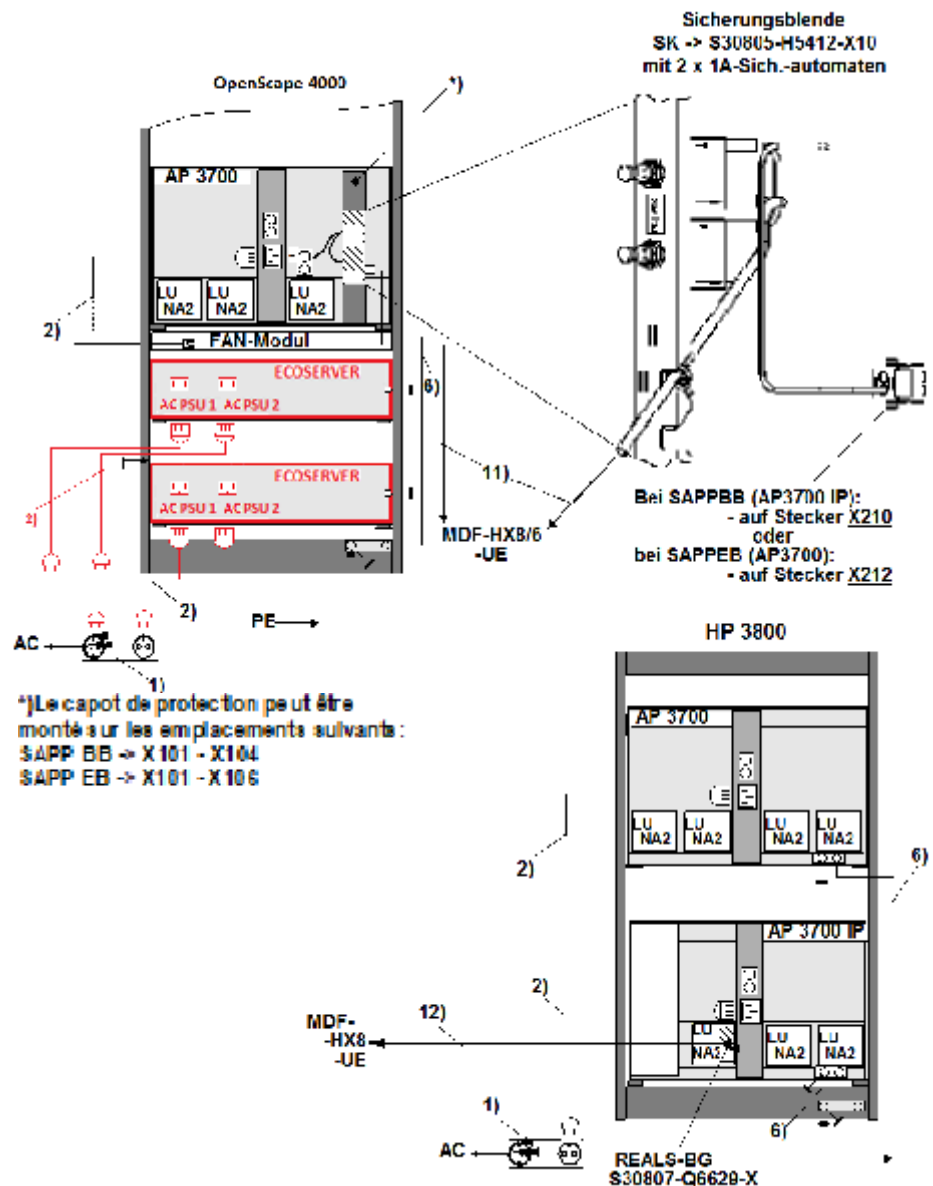 Sicherungsblende
SK -> S30805-H5412-X10
mit 2 x 1A-Sich.-automaten
OpenScape 4000
*)
AP 3700
LU
NA2
LU
NA2
LU
NA2
2)
FAN-Modul
ECOSERVER
6)
AC PSU 1 AC PSU 2
ECOSERVER
11)
2)
AC PSU 1 AC PSU 2
MDF-HX8/6
-UE
Bei SAPPBB (AP3700 IP):
- auf Stecker X210
oder
bei SAPPEB (AP3700):
- auf Stecker X212
2)
PE
AC
1)
*)Le capot de protection peut être
monté sur les emplacements suivants:
SAPP BB -> X101 - X104
SAPP EB -> X101 - X106
HP 3800
AP 3700
LU
NA2
LU
NA2
LU
NA2
LU
NA2
2)
6)
AP 3700 IP
2)
12)
MDF-
-HX8
-UE
LU
NA2
LU
NA2
LU
NA2
1)
6)
AC
REALS-BG
S30807-Q6629-X